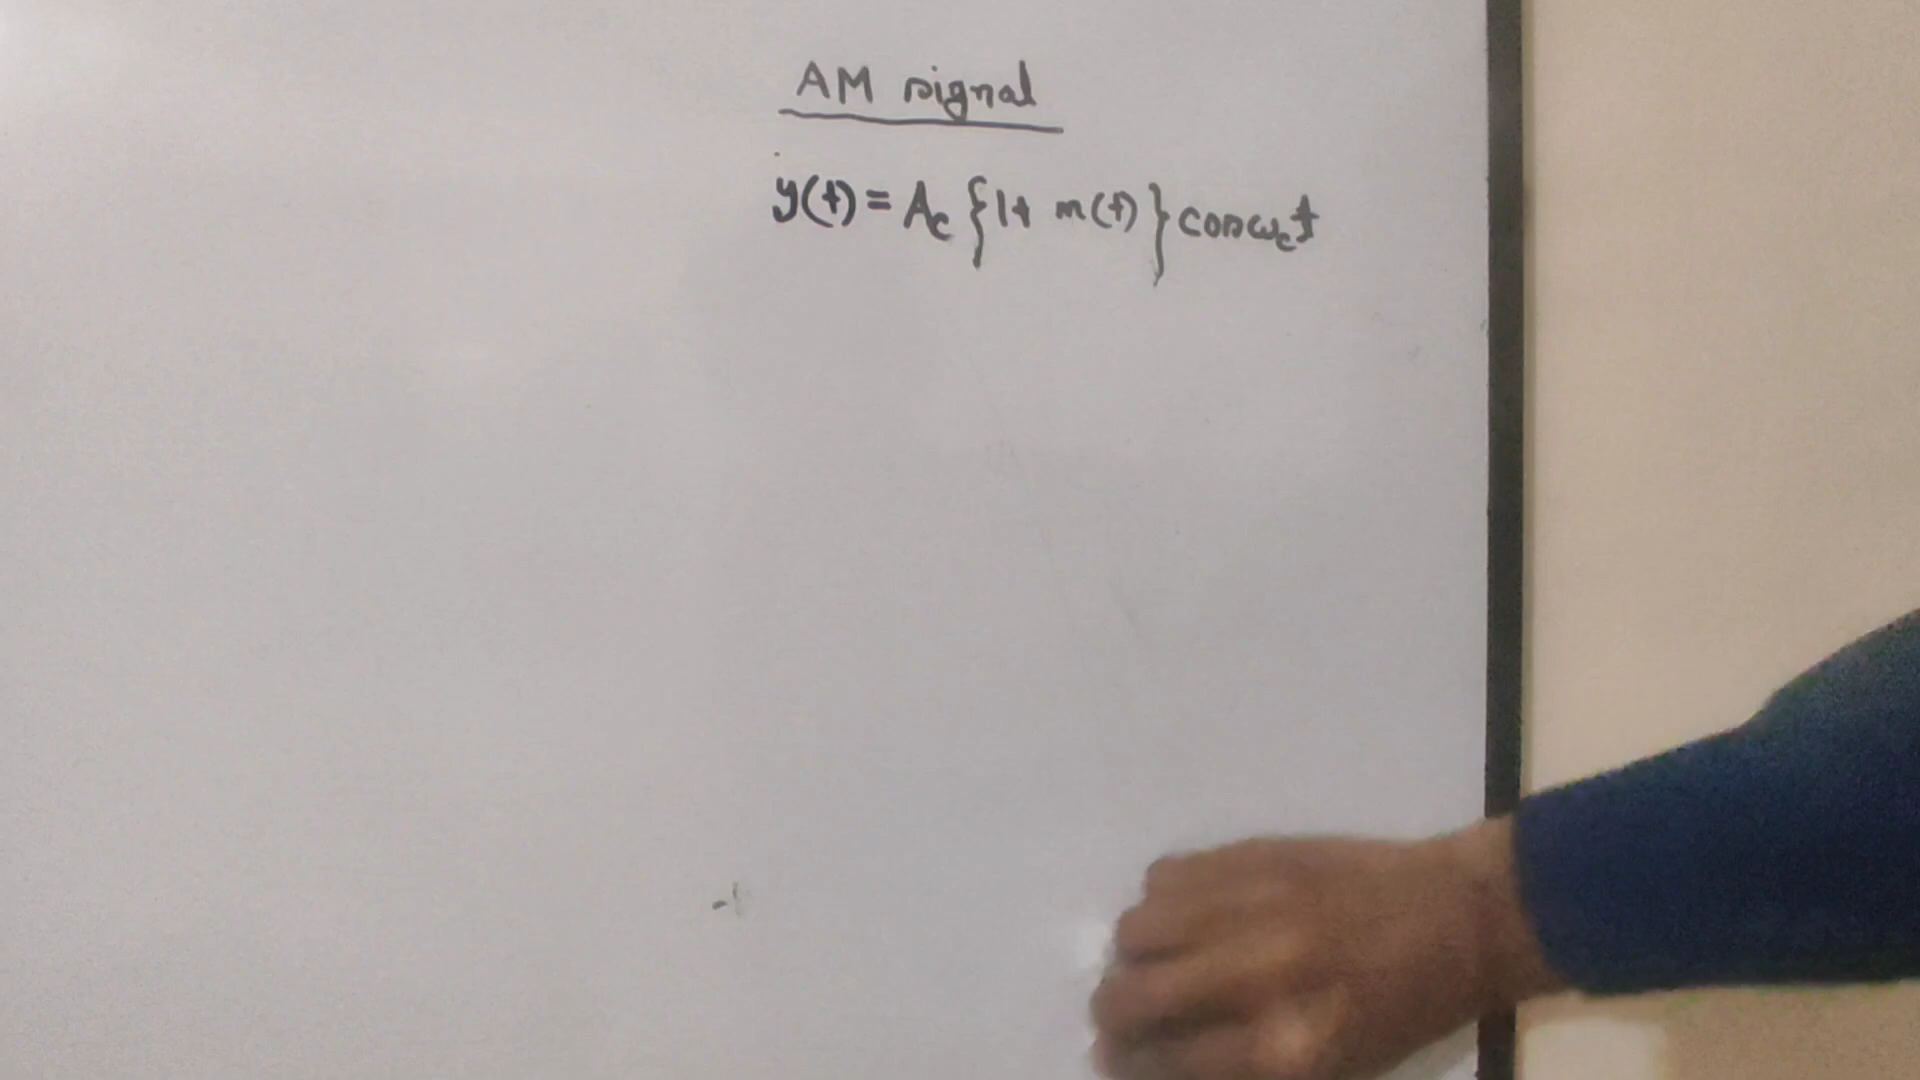 AM signal
y(t) = Ac {1+ m(t)} cosωct